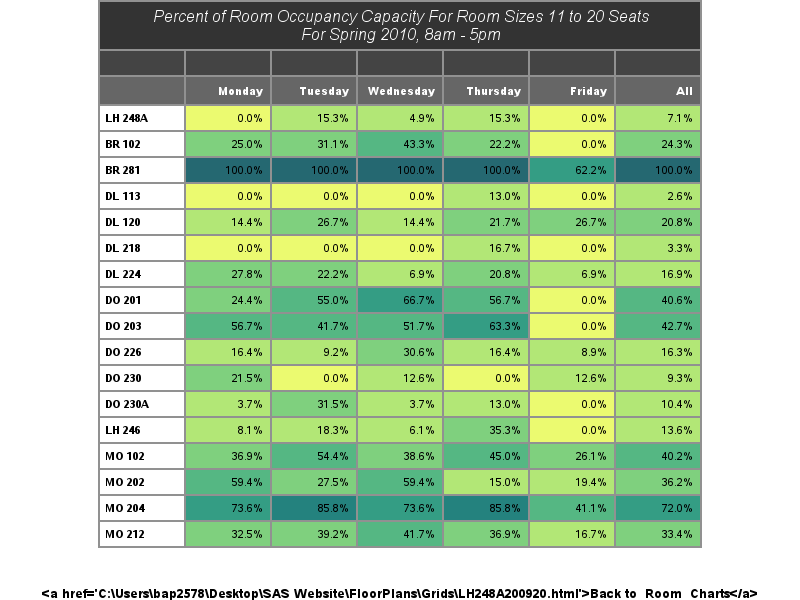 Percent of Room Occupancy Capacity For Room Sizes 11 to 20 Seats
For Spring 2010, 8am - 5pm
Monday Tuesday Wednesday Thursday Friday All
LH 248A 0.0% 15.3% 4.9% 15.3% 0.0% 7.1%
BR 102 25.0% 31.1% 43.3% 22.2% 0.0% 24.3%
BR 281 100.0% 100.0% 100.0% 100.0% 62.2% 100.0%
DL 113 0.0% 0.0% 0.0% 13.0% 0.0% 2.6%
DL 120 14.4% 26.7% 14.4% 21.7% 26.7% 20.8%
DL 218 0.0% 0.0% 0.0% 16.7% 0.0% 3.3%
DL 224 27.8% 22.2% 6.9% 20.8% 6.9% 16.9%
DO 201 24.4% 55.0% 66.7% 56.7% 0.0% 40.6%
DO 203 56.7% 41.7% 51.7% 63.3% 0.0% 42.7%
DO 226 16.4% 9.2% 30.6% 16.4% 8.9% 16.3%
DO 230 21.5% 0.0% 12.6% 0.0% 12.6% 9.3%
DO 230A 3.7% 31.5% 3.7% 13.0% 0.0% 10.4%
LH 246 8.1% 18.3% 6.1% 35.3% 0.0% 13.6%
MO 102 36.9% 54.4% 38.6% 45.0% 26.1% 40.2%
MO 202 59.4% 27.5% 59.4% 15.0% 19.4% 36.2%
MO 204 73.6% 85.8% 73.6% 85.8% 41.1% 72.0%
MO 212 32.5% 39.2% 41.7% 36.9% 16.7% 33.4%
<a href='C:\Users\bap2578\Desktop\SAS Website\FloorPlans\Grids\LH248A200920.html'>Back to Room Charts</a>